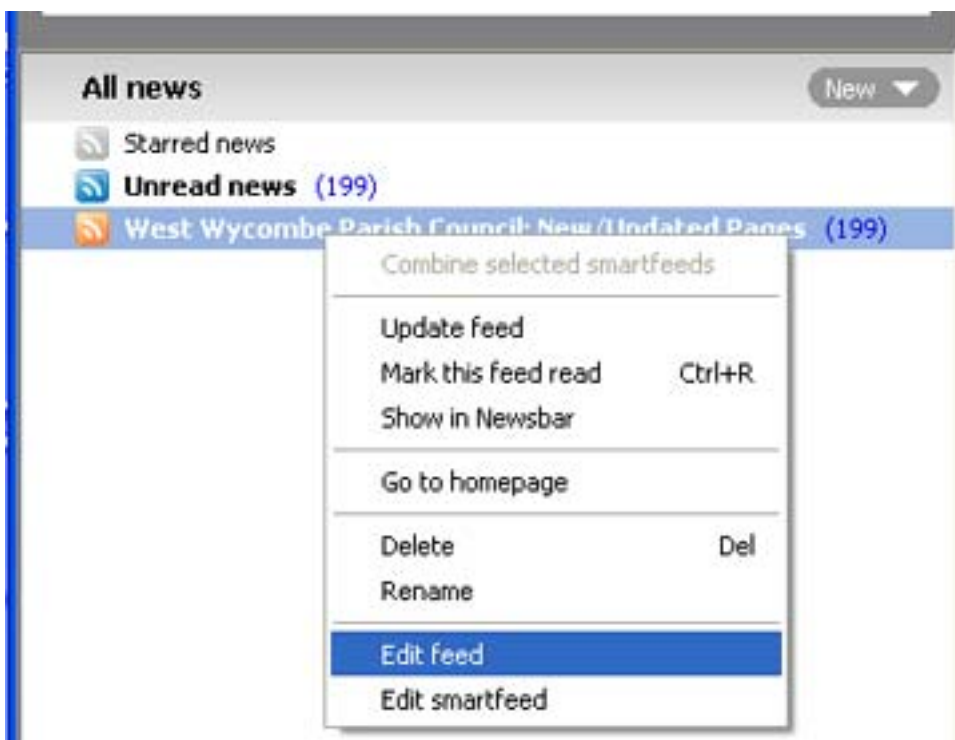 All news
New
Starred news
Unread news (199)
West Wycombe Parish Council: New/Updated Pages (199)
Combine selected smartfeeds
Update feed
Mark this feed read Ctrl+R
Show in Newsbar
Go to homepage
Delete Del
Rename
Edit feed
Edit smartfeed